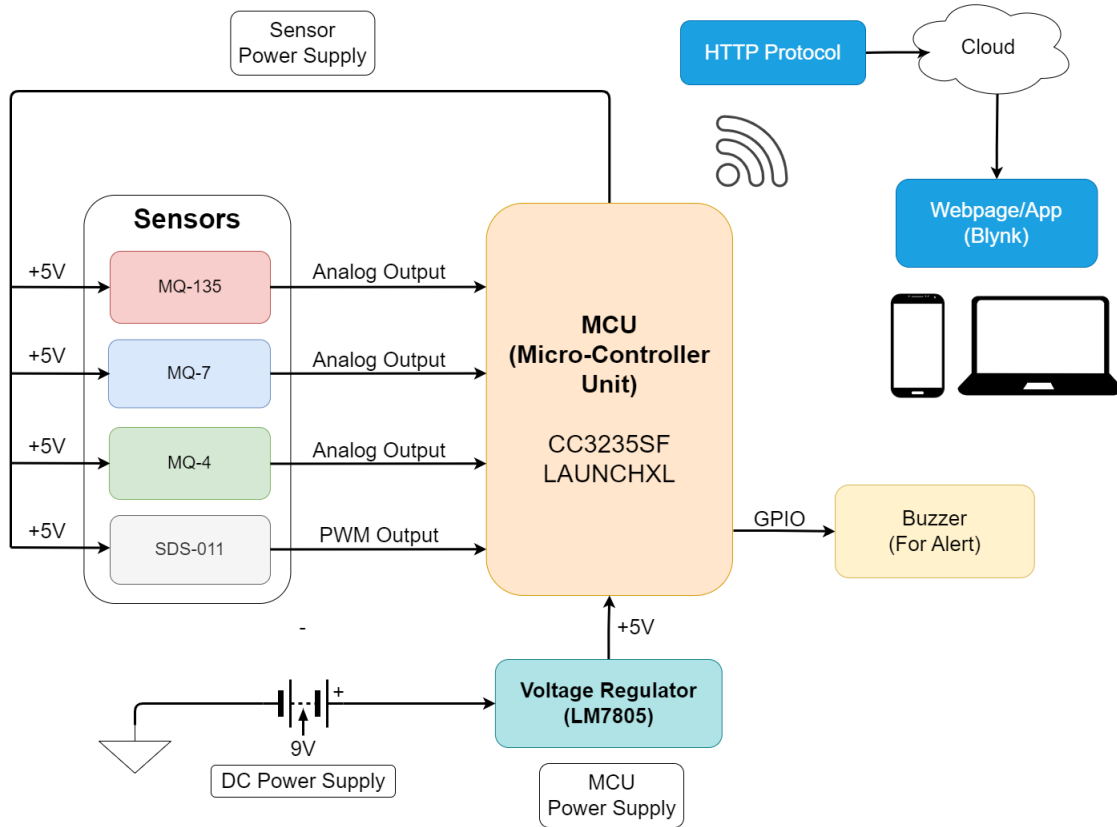 Sensor
Power Supply
HTTP Protocol
Cloud
Webpage/App
(Blynk)
Sensors
+5V
MQ-135
Analog Output
+5V
MQ-7
Analog Output
+5V
MQ-4
Analog Output
+5V
SDS-011
PWM Output
MCU
(Micro-Controller
Unit)
CC3235SF
LAUNCHXL
GPIO
Buzzer
(For Alert)
+5V
-
+
9V
DC Power Supply
Voltage Regulator
(LM7805)
MCU
Power Supply